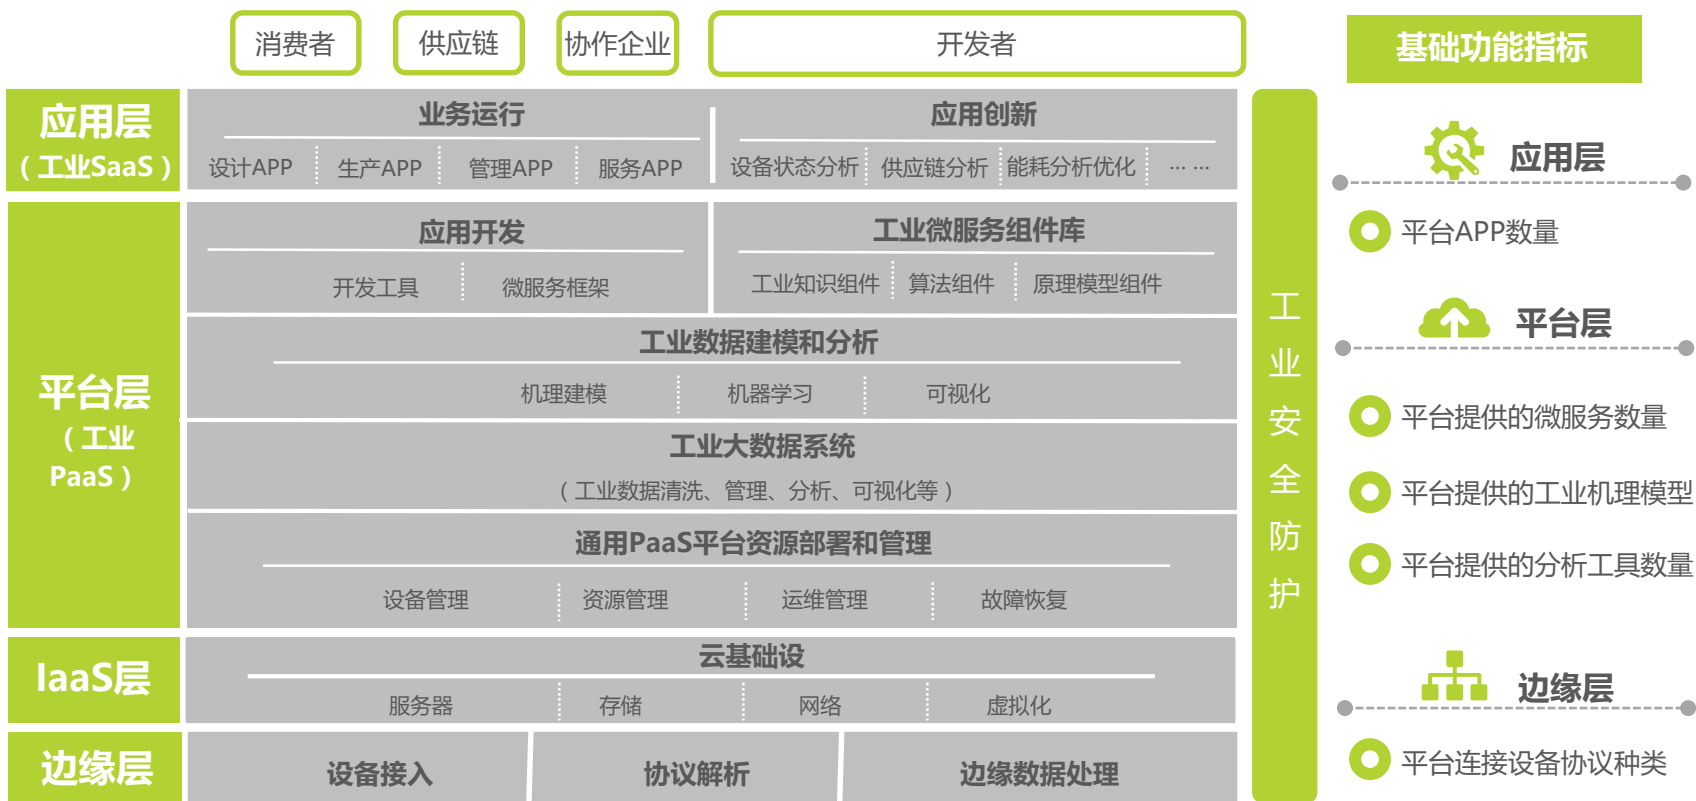 消费者
供应链
协作企业
开发者
基础功能指标
应用层
（工业SaaS）
业务运行
设计APP
生产APP
管理APP
服务APP
应用创新
设备状态分析
供应链分析
能耗分析优化
... ...
平台层
（工业
PaaS）
应用开发
开发工具
微服务框架
工业微服务组件库
工业知识组件
算法组件
原理模型组件
工业数据建模和分析
机理建模
机器学习
可视化
工业大数据系统
（工业数据清洗、管理、分析、可视化等）
通用PaaS平台资源部署和管理
设备管理
资源管理
运维管理
故障恢复
IaaS层
云基础设
服务器
存储
网络
虚拟化
边缘层
设备接入
协议解析
边缘数据处理
工
业
安
全
防
护
应用层
平台APP数量
平台层
平台提供的微服务数量
平台提供的工业机理模型
平台提供的分析工具数量
边缘层
平台连接设备协议种类